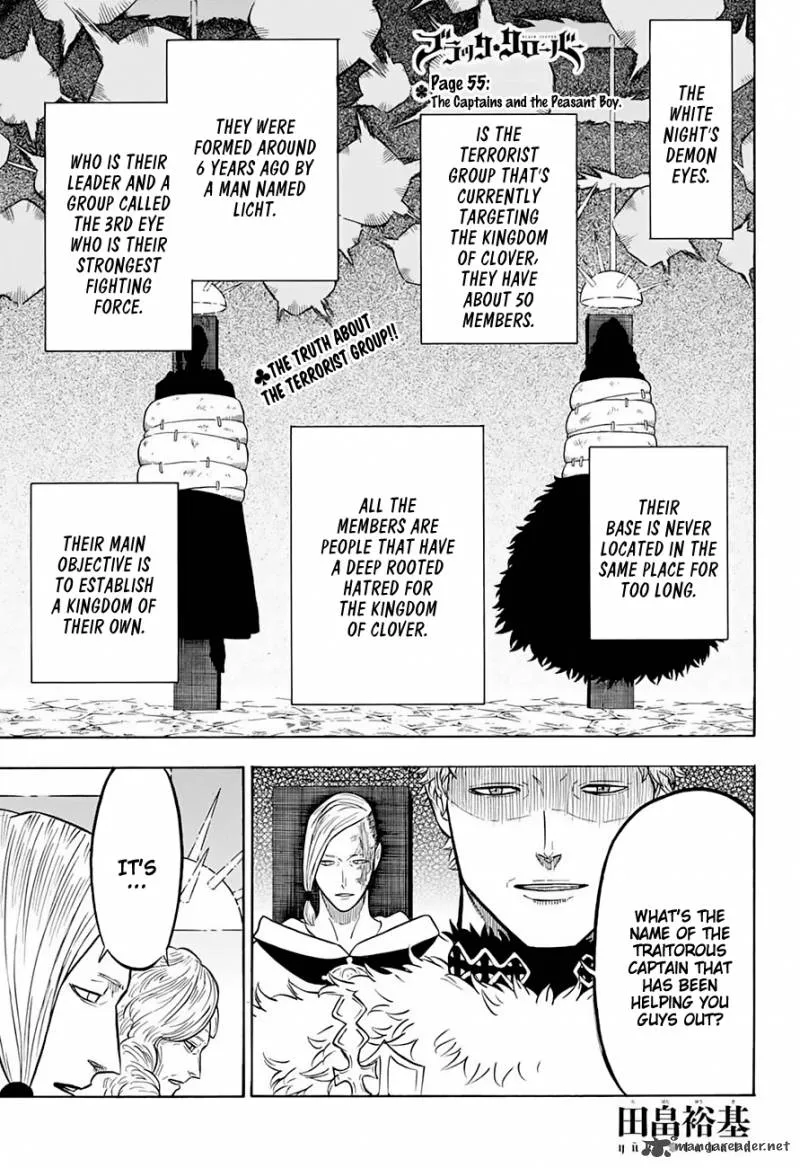 ブラック・クローバー
BLACK CLOVER
Page 55:
The Captains and the Peasant Boy.
THE
WHITE
NIGHT'S
DEMON
EYES.
IS THE
TERRORIST
GROUP THAT'S
CURRENTLY
TARGETING
THE KINGDOM
OF CLOVER,
THEY HAVE
ABOUT 50
MEMBERS.
THEY WERE
FORMED AROUND
6 YEARS AGO BY
A MAN NAMED
LICHT.
WHO IS THEIR
LEADER AND A
GROUP CALLED
THE 3RD EYE
WHO IS THEIR
STRONGEST
FIGHTING
FORCE.
THE TRUTH ABOUT
THE TERRORIST GROUP!!
THEIR
BASE IS NEVER
LOCATED IN THE
SAME PLACE FOR
TOO LONG.
ALL THE
MEMBERS ARE
PEOPLE THAT HAVE
A DEEP ROOTED
HATRED FOR
THE KINGDOM
OF CLOVER.
THEIR MAIN
OBJECTIVE IS
TO ESTABLISH
A KINGDOM OF
THEIR OWN.
WHAT'S THE
NAME OF THE
TRAITOROUS
CAPTAIN THAT
HAS BEEN
HELPING YOU
GUYS OUT?
IT'S
...
田畠裕基
mangareader.net